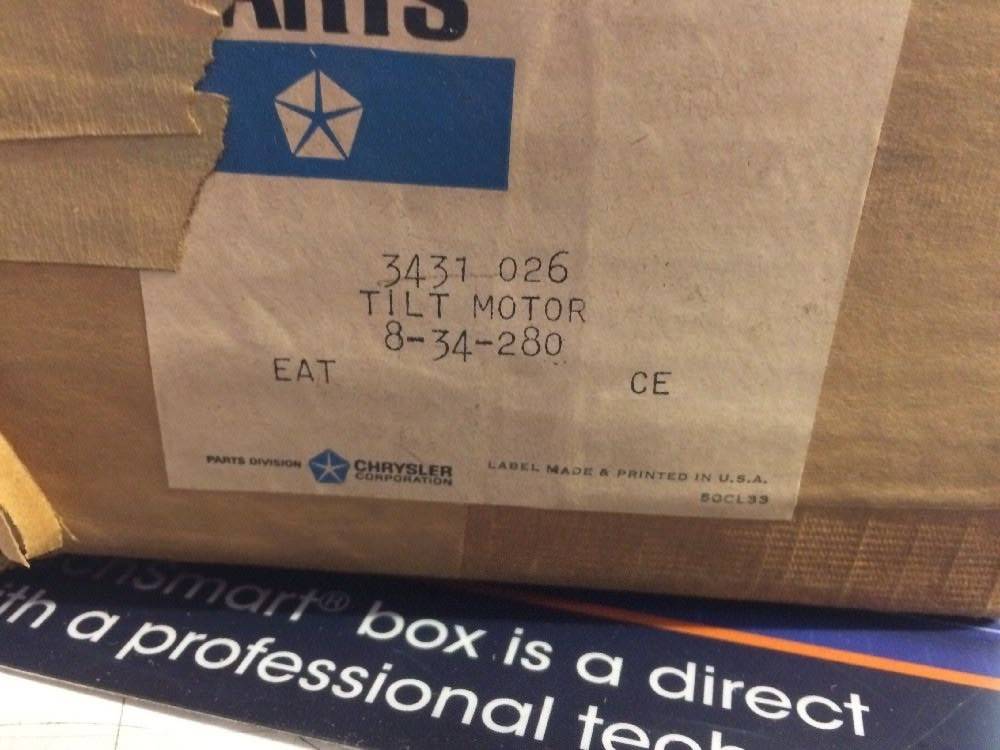 PARTS
3431 026
TILT MOTOR
8-34-280
EAT CE
PARTS DIVISION CHRYSLER CORPORATION
LABEL MADE & PRINTED IN U.S.A.
50CL33
box is a direct
a professional